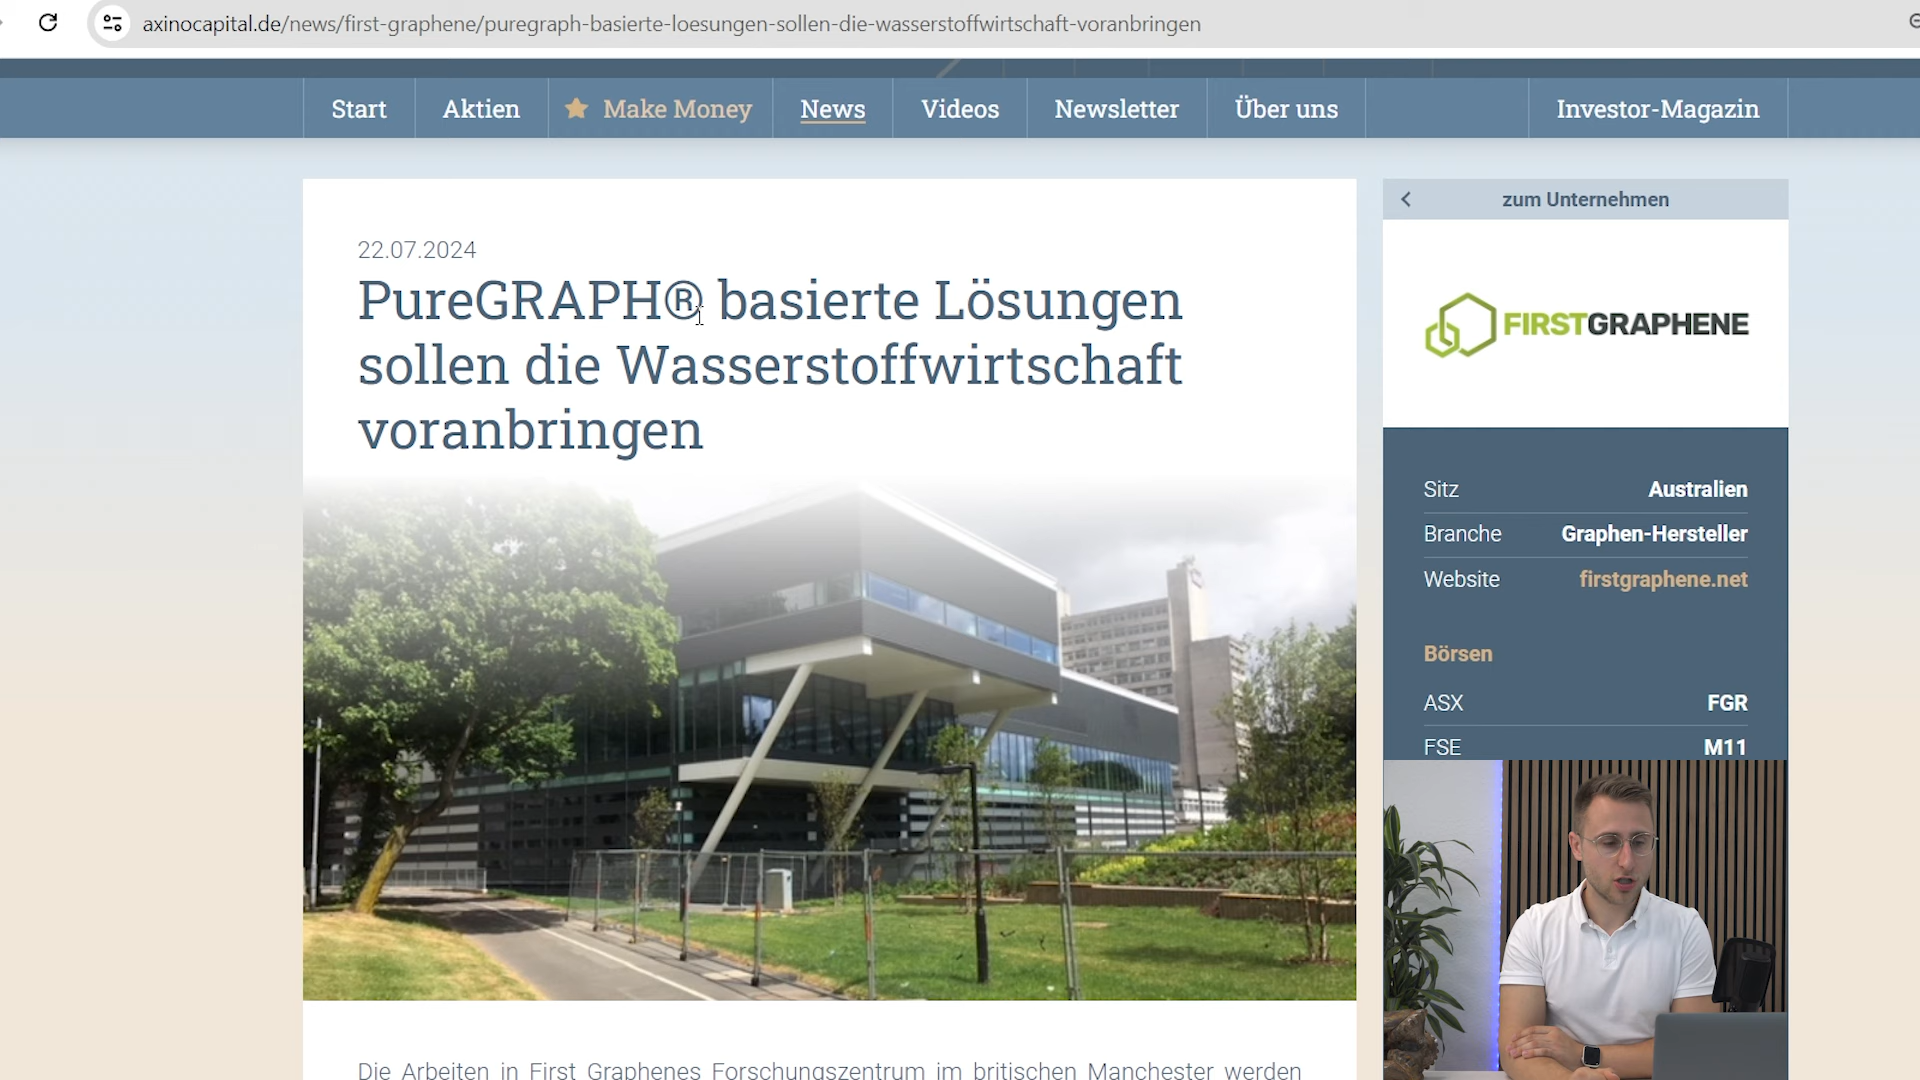 axinocapital.de/news/first-graphene/puregraph-basierte-loesungen-sollen-die-wasserstoffwirtschaft-voranbringen
Start Aktien Make Money News Videos Newsletter Über uns Investor-Magazin
22.07.2024
PureGRAPH® basierte Lösungen
sollen die Wasserstoffwirtschaft
voranbringen
Die Arbeiten in First Graphenes Forschungszentrum im britischen Manchester werden
zum Unternehmen
FIRSTGRAPHENE
Sitz Australien
Branche Graphen-Hersteller
Website firstgraphene.net
Börsen
ASX FGR
FSE M11